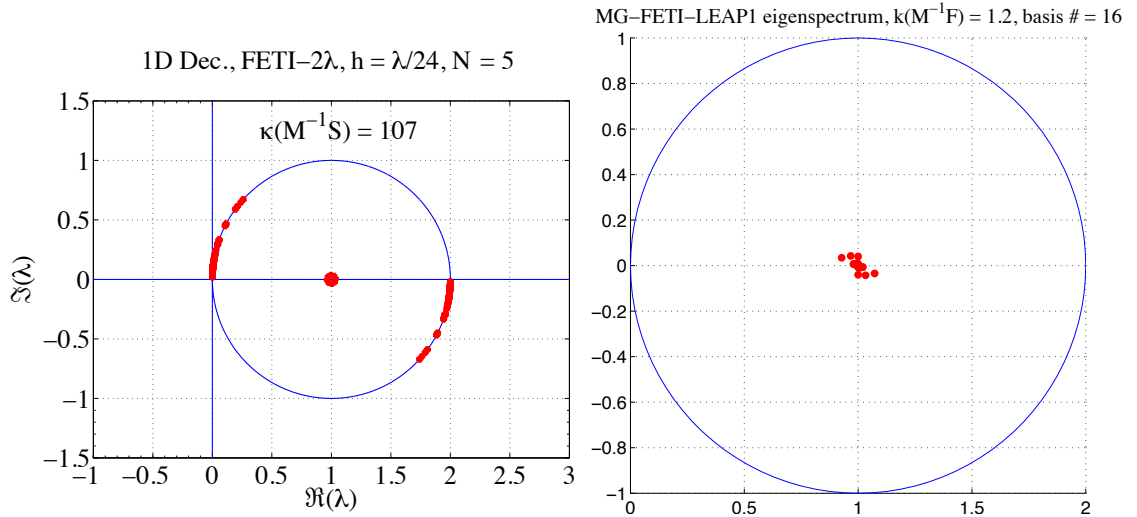 1D Dec., FETI–2λ, h = λ/24, N = 5
κ(M⁻¹S) = 107
1.5
1
0.5
0
−0.5
−1
−1.5
ℑ(λ)
−1 −0.5 0 0.5 1 1.5 2 2.5 3
ℜ(λ)
MG–FETI–LEAP1 eigenspectrum, k(M⁻¹F) = 1.2, basis # = 16
1
0.8
0.6
0.4
0.2
0
−0.2
−0.4
−0.6
−0.8
−1
0 0.5 1 1.5 2